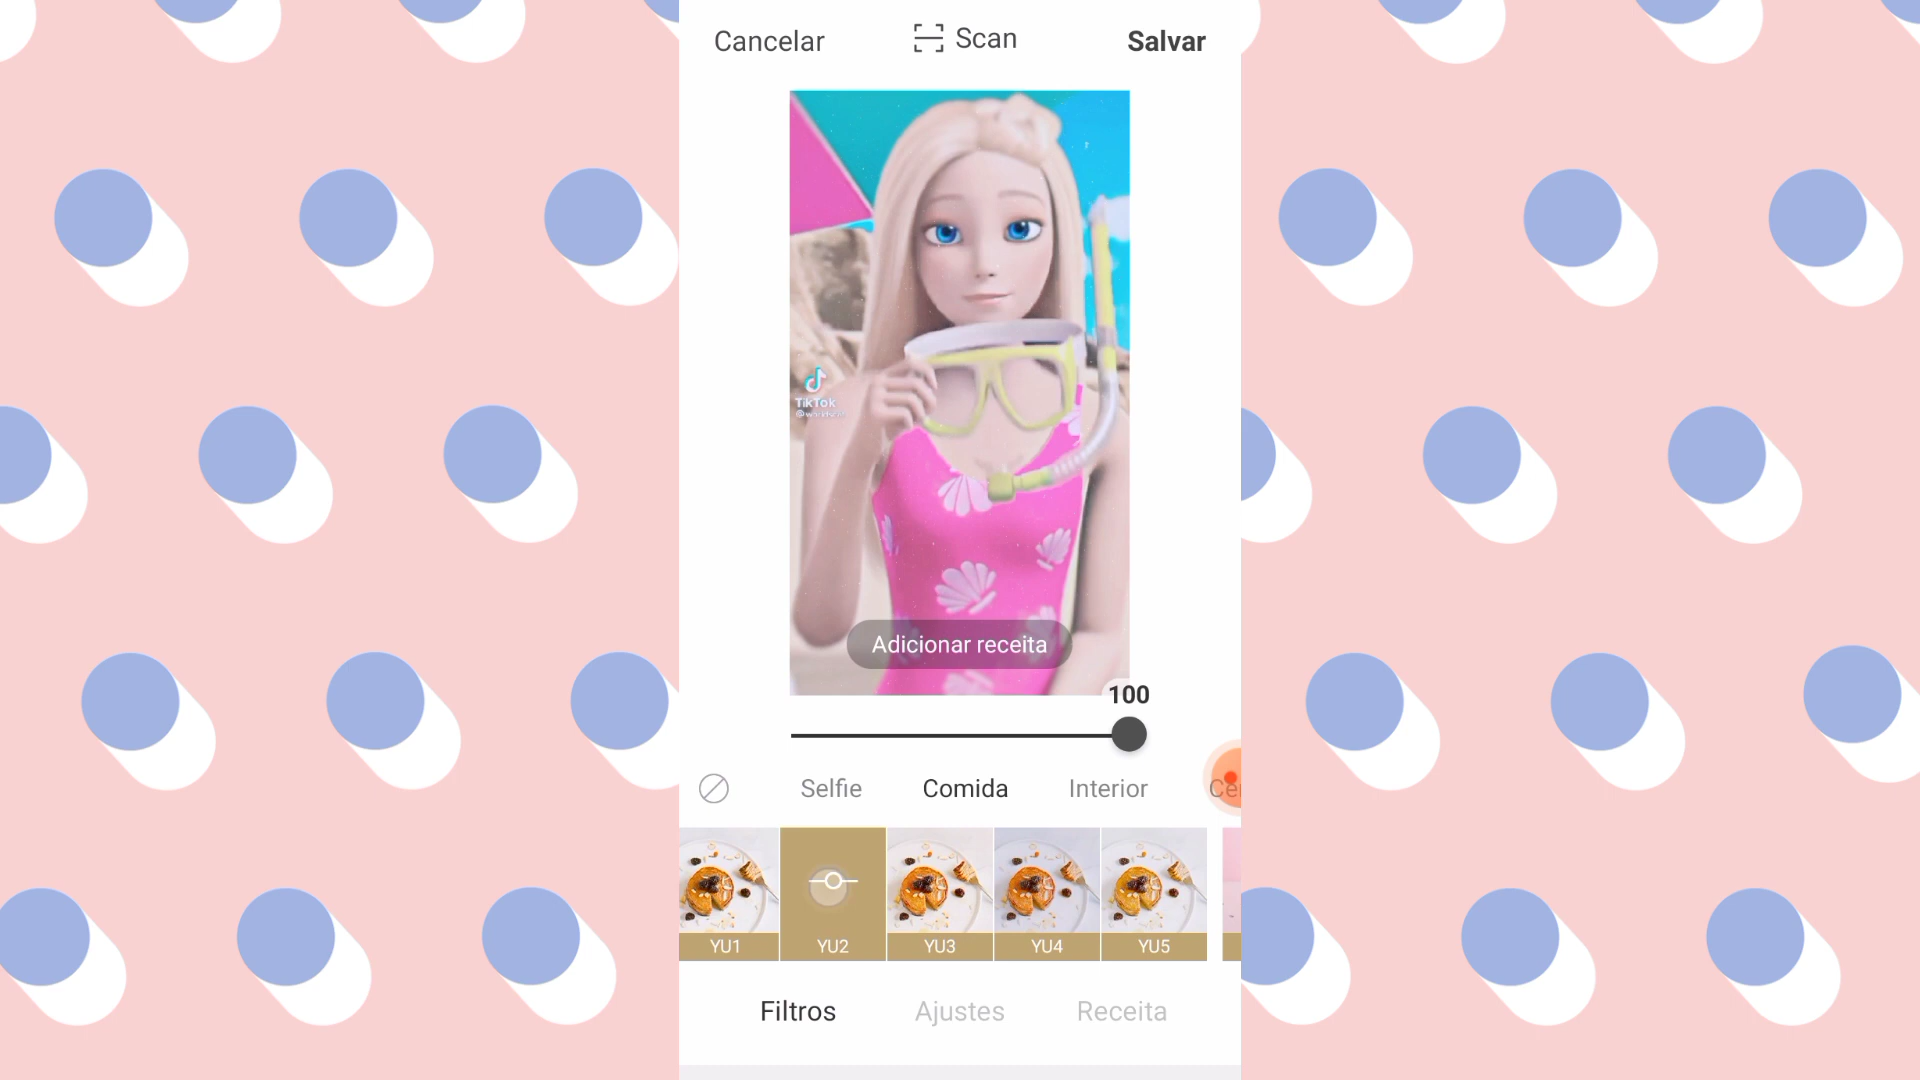 Cancelar
Scan
Salvar
TikTok
Adicionar receita
100
Selfie
Comida
Interior
YU1
YU2
YU3
YU4
YU5
Filtros
Ajustes
Receita